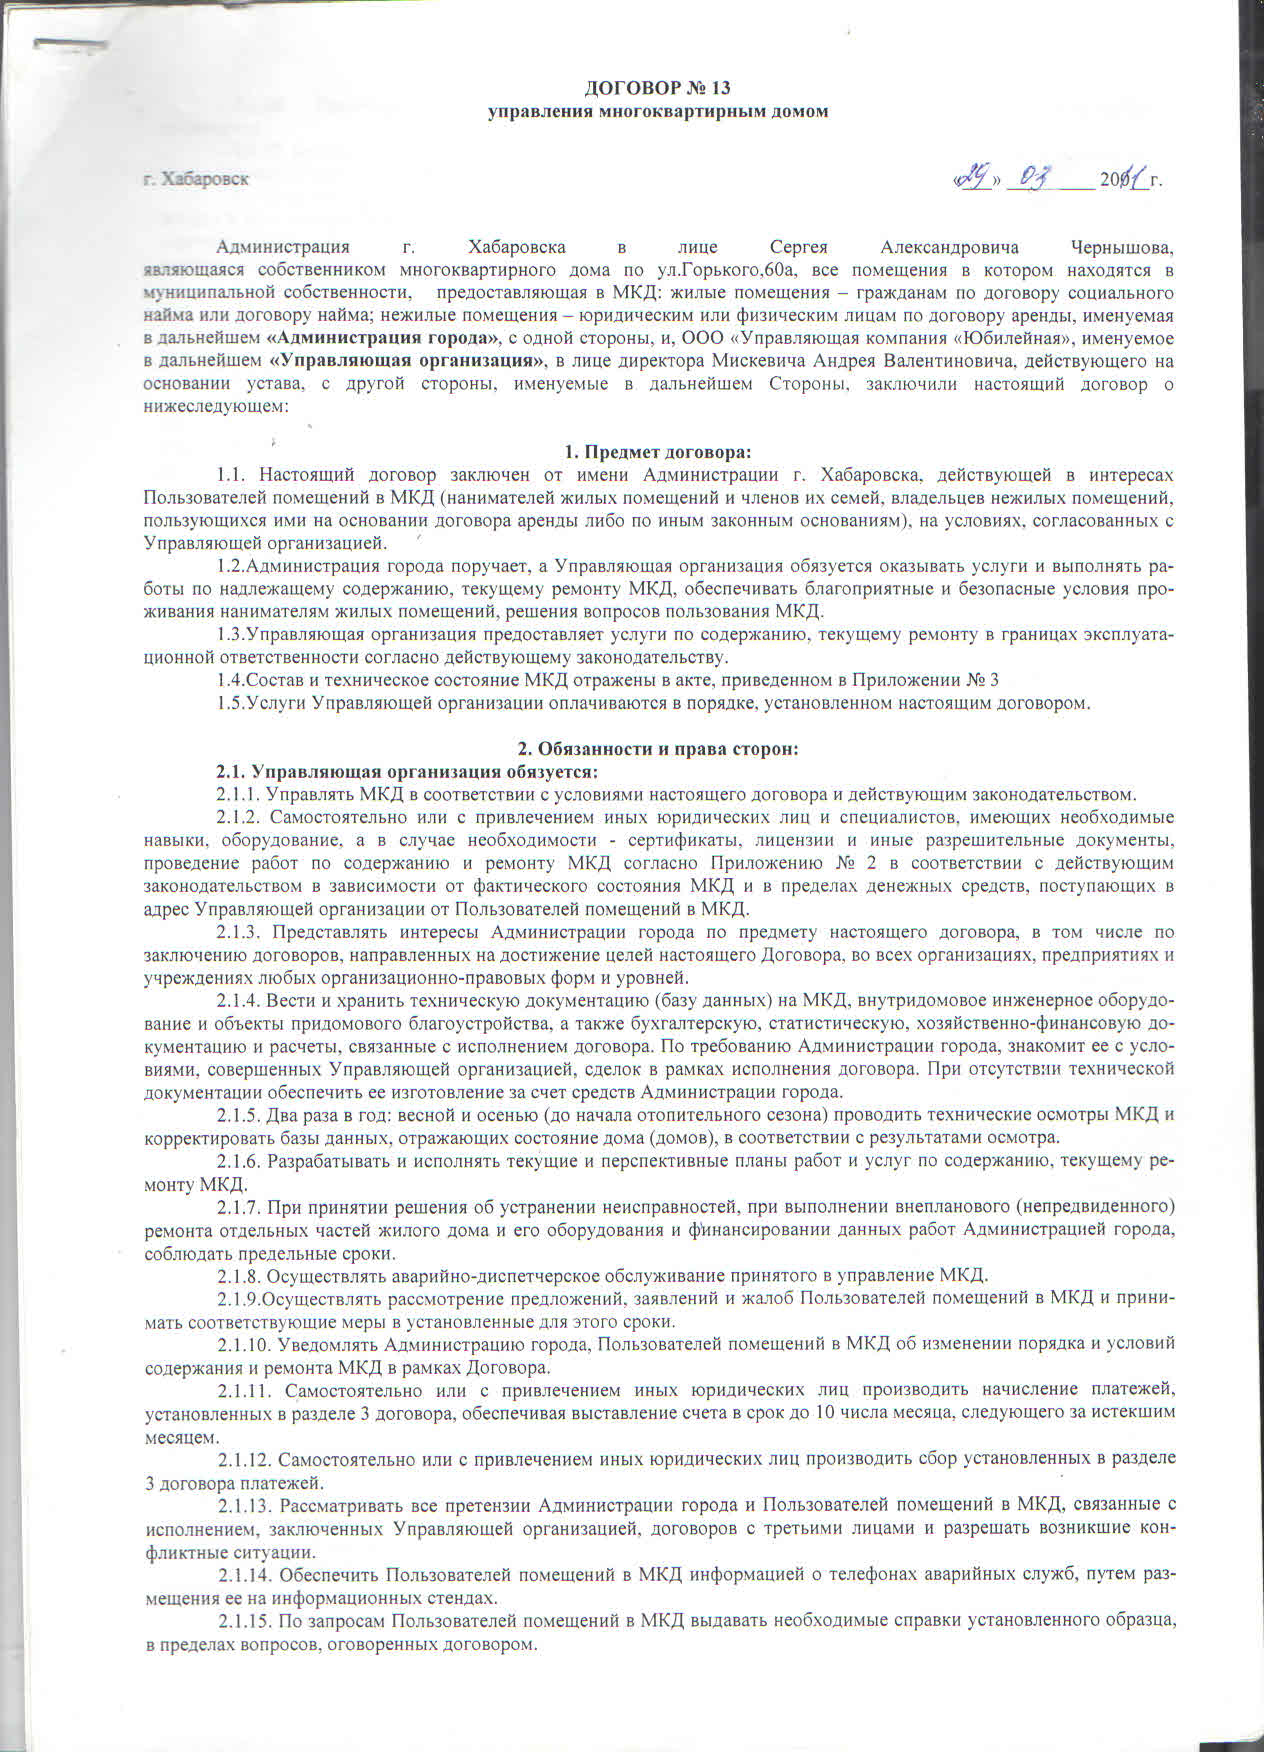 ДОГОВОР № 13
управления многоквартирным домом
г. Хабаровск «29» 03 2011 г.
Администрация г. Хабаровска в лице Сергея Александровича Чернышова,
являющаяся собственником многоквартирного дома по ул.Горького,60а, все помещения в котором находятся в
муниципальной собственности, предоставляющая в МКД: жилые помещения – гражданам по договору социального
найма или договору найма; нежилые помещения – юридическим или физическим лицам по договору аренды, именуемая
в дальнейшем «Администрация города», с одной стороны, и, ООО «Управляющая компания «Юбилейная», именуемое
в дальнейшем «Управляющая организация», в лице директора Мискевича Андрея Валентиновича, действующего на
основании устава, с другой стороны, именуемые в дальнейшем Стороны, заключили настоящий договор о
нижеследующем:
1. Предмет договора:
1.1. Настоящий договор заключен от имени Администрации г. Хабаровска, действующей в интересах
Пользователей помещений в МКД (нанимателей жилых помещений и членов их семей, владельцев нежилых помещений,
пользующихся ими на основании договора аренды либо по иным законным основаниям), на условиях, согласованных с
Управляющей организацией.
1.2.Администрация города поручает, а Управляющая организация обязуется оказывать услуги и выполнять ра-
боты по надлежащему содержанию, текущему ремонту МКД, обеспечивать благоприятные и безопасные условия про-
живания нанимателям жилых помещений, решения вопросов пользования МКД.
1.3.Управляющая организация предоставляет услуги по содержанию, текущему ремонту в границах эксплуата-
ционной ответственности согласно действующему законодательству.
1.4.Состав и техническое состояние МКД отражены в акте, приведенном в Приложении № 3
1.5.Услуги Управляющей организации оплачиваются в порядке, установленном настоящим договором.
2. Обязанности и права сторон:
2.1. Управляющая организация обязуется:
2.1.1. Управлять МКД в соответствии с условиями настоящего договора и действующим законодательством.
2.1.2. Самостоятельно или с привлечением иных юридических лиц и специалистов, имеющих необходимые
навыки, оборудование, а в случае необходимости - сертификаты, лицензии и иные разрешительные документы,
проведение работ по содержанию и ремонту МКД согласно Приложению № 2 в соответствии с действующим
законодательством в зависимости от фактического состояния МКД и в пределах денежных средств, поступающих в
адрес Управляющей организации от Пользователей помещений в МКД.
2.1.3. Представлять интересы Администрации города по предмету настоящего договора, в том числе по
заключению договоров, направленных на достижение целей настоящего Договора, во всех организациях, предприятиях и
учреждениях любых организационно-правовых форм и уровней.
2.1.4. Вести и хранить техническую документацию (базу данных) на МКД, внутридомовое инженерное оборудо-
вание и объекты придомового благоустройства, а также бухгалтерскую, статистическую, хозяйственно-финансовую до-
кументацию и расчеты, связанные с исполнением договора. По требованию Администрации города, знакомит ее с усло-
виями, совершенных Управляющей организацией, сделок в рамках исполнения договора. При отсутствии технической
документации обеспечить ее изготовление за счет средств Администрации города.
2.1.5. Два раза в год: весной и осенью (до начала отопительного сезона) проводить технические осмотры МКД и
корректировать базы данных, отражающих состояние дома (домов), в соответствии с результатами осмотра.
2.1.6. Разрабатывать и исполнять текущие и перспективные планы работ и услуг по содержанию, текущему ре-
монту МКД.
2.1.7. При принятии решения об устранении неисправностей, при выполнении внепланового (непредвиденного)
ремонта отдельных частей жилого дома и его оборудования и финансировании данных работ Администрацией города,
соблюдать предельные сроки.
2.1.8. Осуществлять аварийно-диспетчерское обслуживание принятого в управление МКД.
2.1.9.Осуществлять рассмотрение предложений, заявлений и жалоб Пользователей помещений в МКД и прини-
мать соответствующие меры в установленные для этого сроки.
2.1.10. Уведомлять Администрацию города, Пользователей помещений в МКД об изменении порядка и условий
содержания и ремонта МКД в рамках Договора.
2.1.11. Самостоятельно или с привлечением иных юридических лиц производить начисление платежей,
установленных в разделе 3 договора, обеспечивая выставление счета в срок до 10 числа месяца, следующего за истекшим
месяцем.
2.1.12. Самостоятельно или с привлечением иных юридических лиц производить сбор установленных в разделе
3 договора платежей.
2.1.13. Рассматривать все претензии Администрации города и Пользователей помещений в МКД, связанные с
исполнением, заключенных Управляющей организацией, договоров с третьими лицами и разрешать возникшие кон-
фликтные ситуации.
2.1.14. Обеспечить Пользователей помещений в МКД информацией о телефонах аварийных служб, путем раз-
мещения ее на информационных стендах.
2.1.15. По запросам Пользователей помещений в МКД выдавать необходимые справки установленного образца,
в пределах вопросов, оговоренных договором.